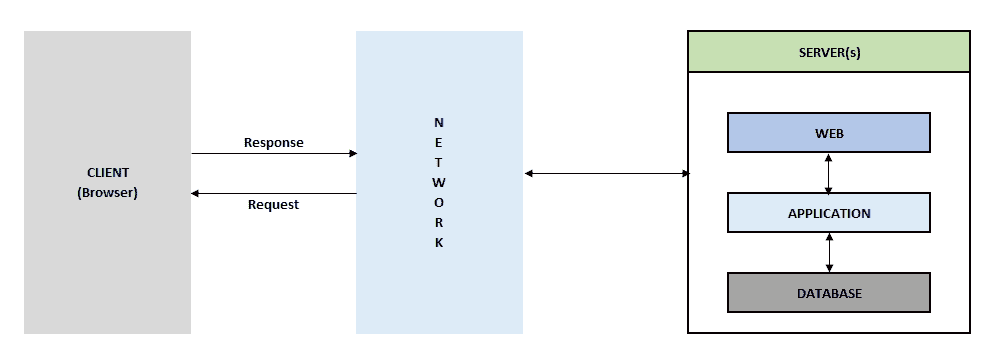 CLIENT
(Browser)
Response
Request
N
E
T
W
O
R
K
SERVER(s)
WEB
APPLICATION
DATABASE